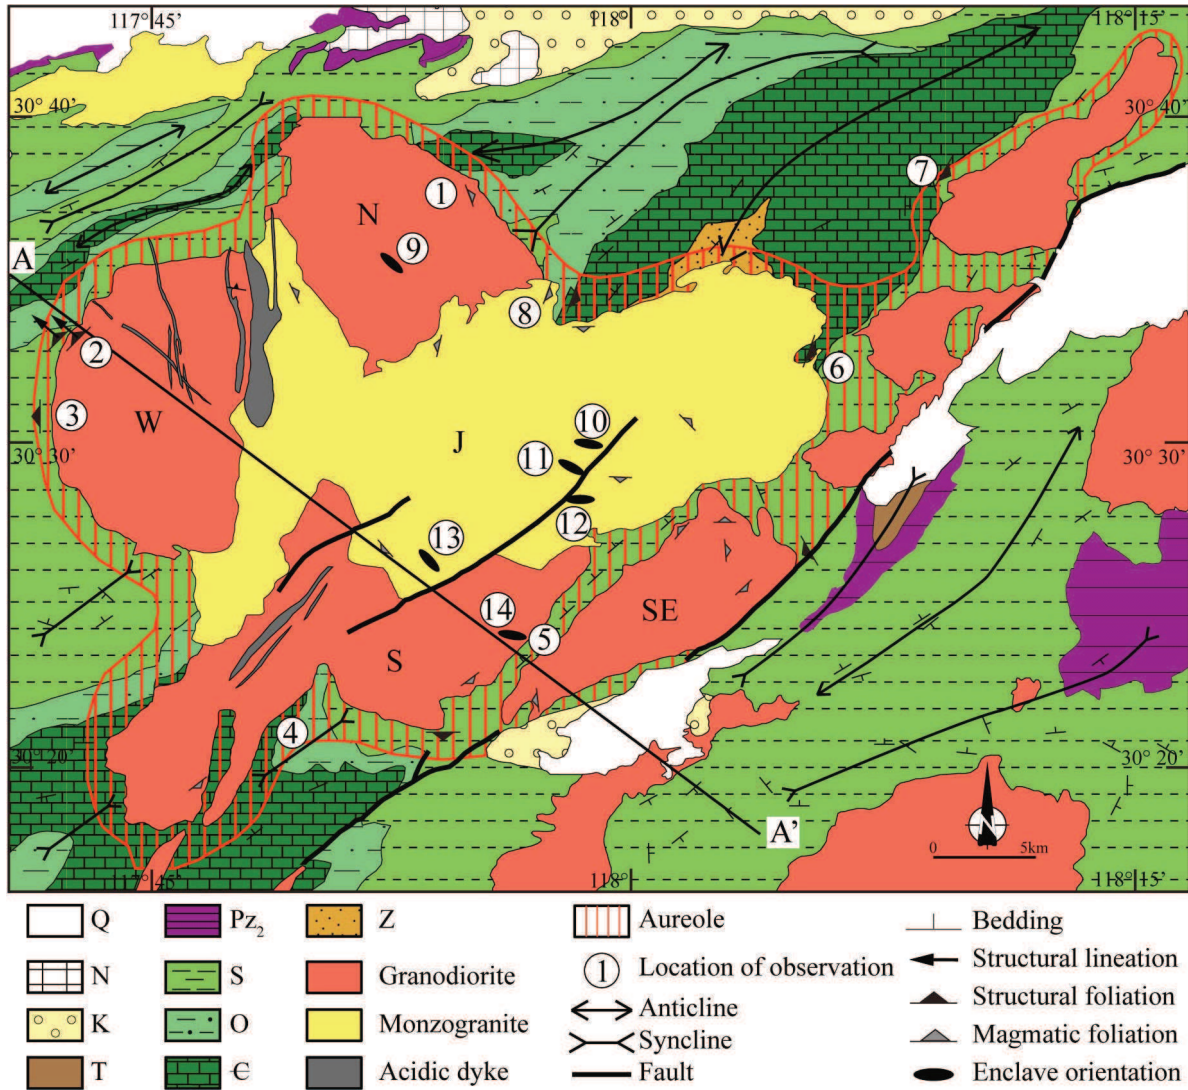 117°45' 118° 118°15'
30° 40' 30° 40'
7
1
N
9
A
8
2
6
3
W
10
J
30° 30' 30° 30'
11
12
13
14
5
SE
S
4
30° 20' 30° 20'
A'
N
0 5km
117°45' 118° 118°15'
Q Pz2 Z Aureole Bedding
N S Granodiorite 1 Location of observation Structural lineation
K O Monzogranite Anticline Structural foliation
Syncline Magmatic foliation
T Є Acidic dyke Fault Enclave orientation